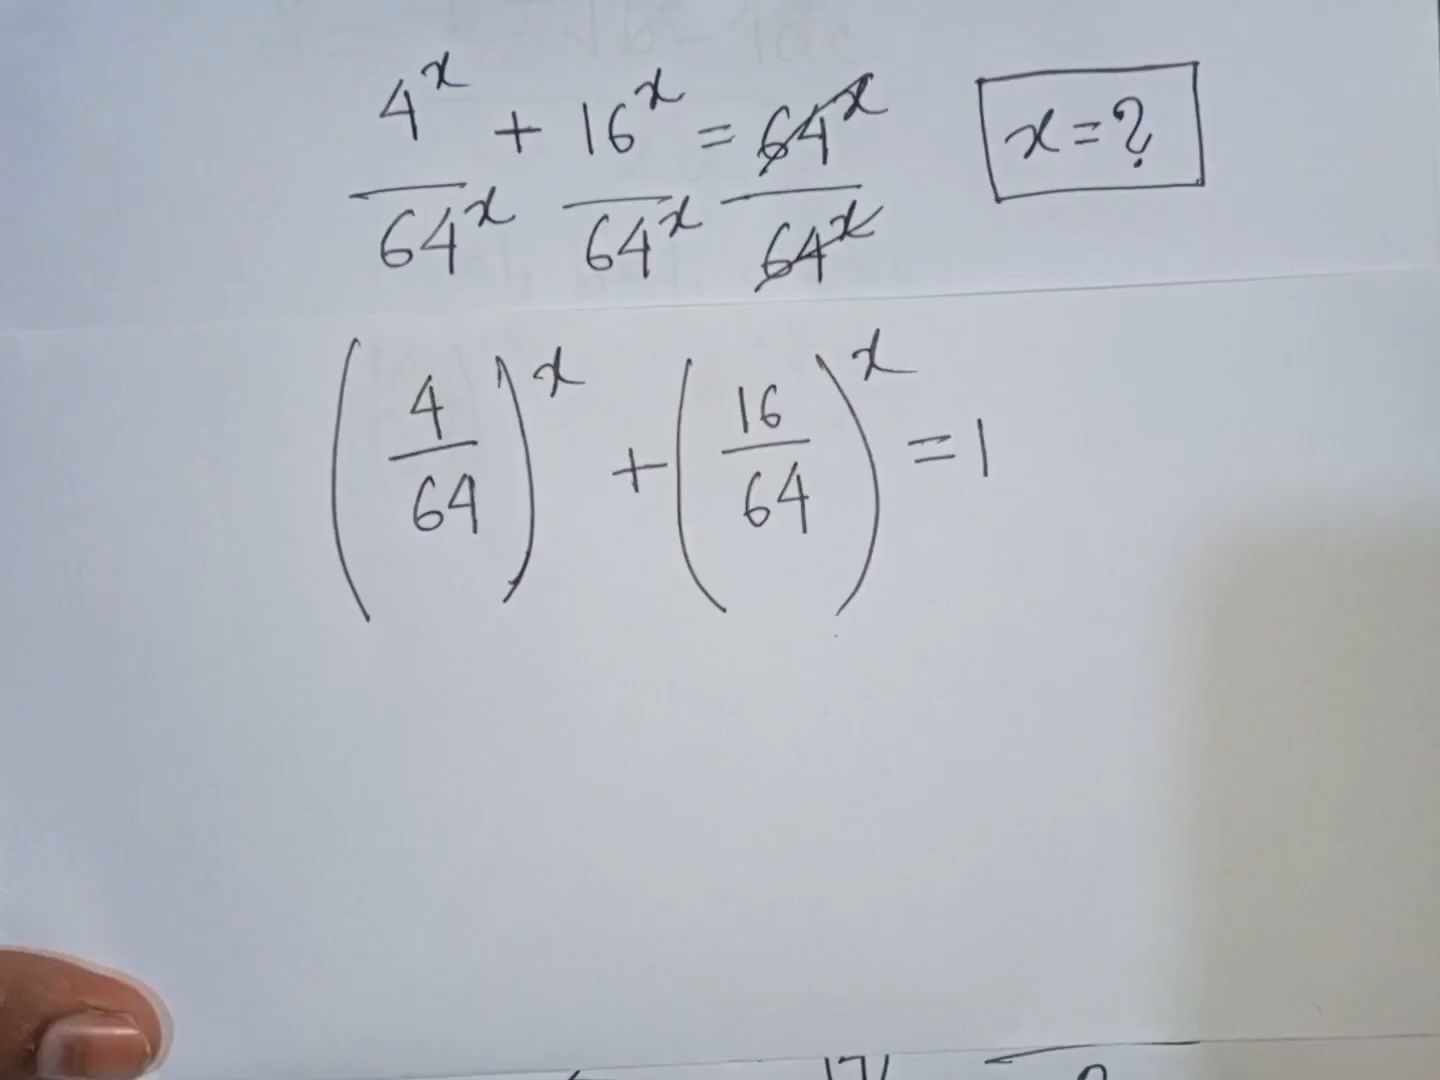 4^x/64^x + 16^x/64^x = 64^x/64^x x=?
(4/64)^x + (16/64)^x = 1